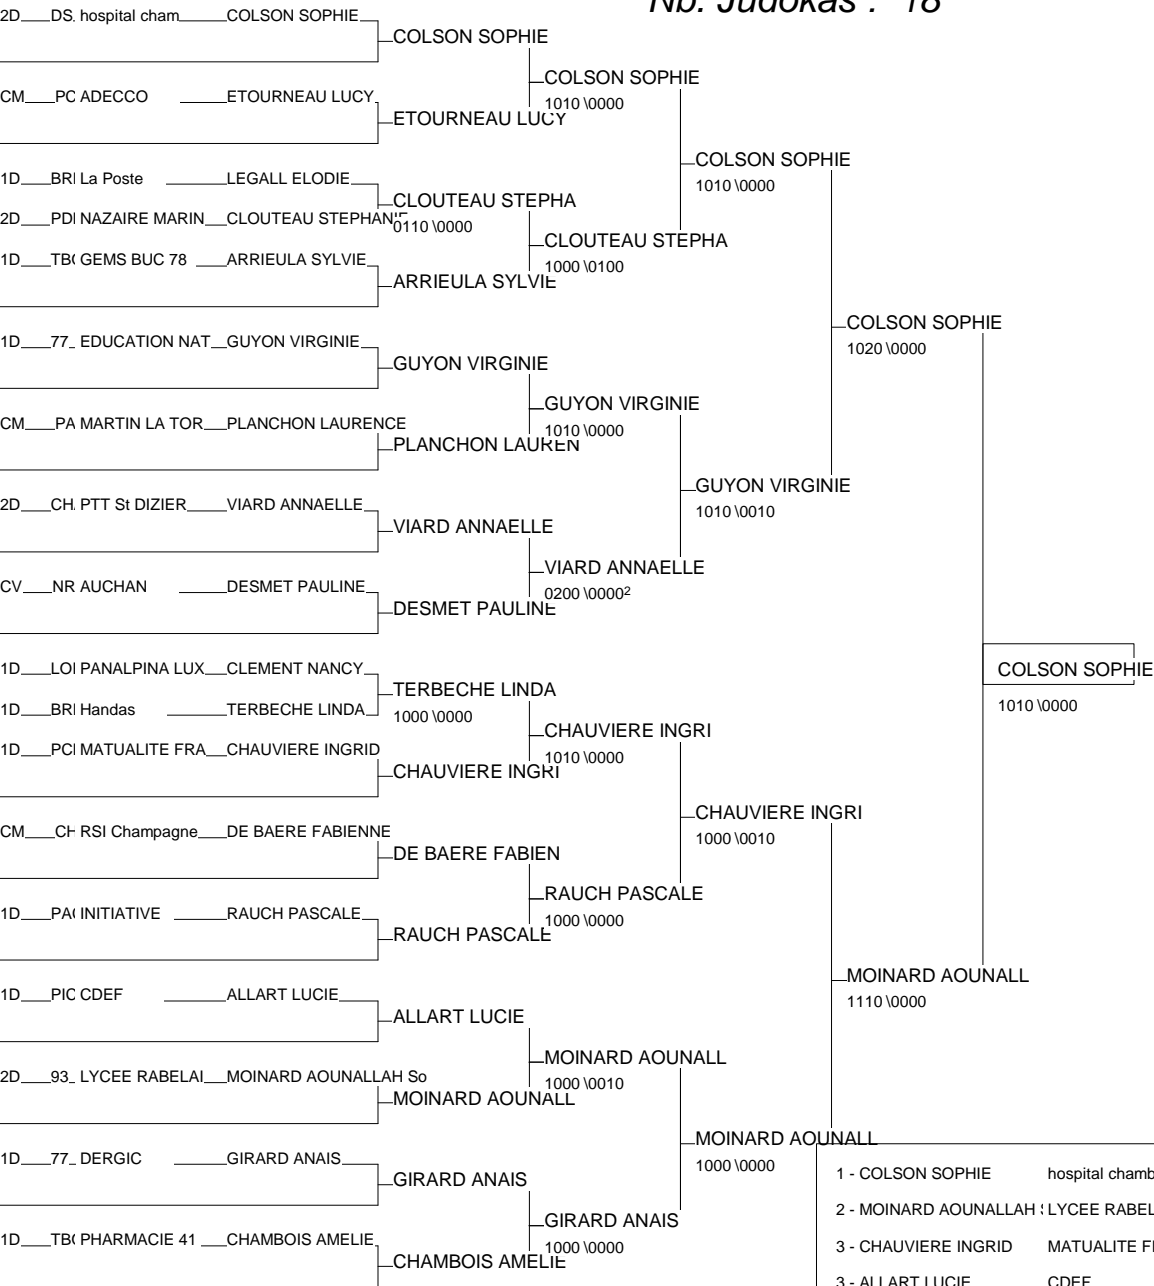 Nb. Judokas : 18
2D DS. hospital cham COLSON SOPHIE
COLSON SOPHIE
COLSON SOPHIE
1010 \0000
CM PC ADECCO ETOURNEAU LUCY
ETOURNEAU LUCY
COLSON SOPHIE
1010 \0000
1D BRI La Poste LEGALL ELODIE
CLOUTEAU STEPHA
0110 \0000
2D PDI NAZAIRE MARIN CLOUTEAU STEPHANIE
CLOUTEAU STEPHA
1000 \0100
1D TB( GEMS BUC 78 ARRIEULA SYLVIE
ARRIEULA SYLVIE
COLSON SOPHIE
1020 \0000
1D 77_ EDUCATION NAT GUYON VIRGINIE
GUYON VIRGINIE
GUYON VIRGINIE
1010 \0000
CM PA MARTIN LA TOR PLANCHON LAURENCE
PLANCHON LAUREN
GUYON VIRGINIE
1010 \0010
2D CH. PTT St DIZIER VIARD ANNAELLE
VIARD ANNAELLE
VIARD ANNAELLE
0200 \0000²
CV NR AUCHAN DESMET PAULINE
DESMET PAULINE
COLSON SOPHIE
1010 \0000
1D LOI PANALPINA LUX CLEMENT NANCY
TERBECHE LINDA
1000 \0000
1D BRI Handas TERBECHE LINDA
CHAUVIERE INGRI
1010 \0000
1D PCI MATUALITE FRA CHAUVIERE INGRID
CHAUVIERE INGRI
CHAUVIERE INGRI
1000 \0010
CM CH RSI Champagne DE BAERE FABIENNE
DE BAERE FABIEN
RAUCH PASCALE
1000 \0000
1D PA( INITIATIVE RAUCH PASCALE
RAUCH PASCALE
MOINARD AOUNALL
1110 \0000
1D PIC CDEF ALLART LUCIE
ALLART LUCIE
MOINARD AOUNALL
1000 \0010
2D 93_ LYCEE RABELAI MOINARD AOUNALLAH So
MOINARD AOUNALL
MOINARD AOUNALL
1000 \0000
1D 77_ DERGIC GIRARD ANAIS
GIRARD ANAIS
GIRARD ANAIS
1000 \0000
1D TB( PHARMACIE 41 CHAMBOIS AMELIE
CHAMBOIS AMELIE
1 - COLSON SOPHIE hospital chamb
2 - MOINARD AOUNALLAH S LYCEE RABEL
3 - CHAUVIERE INGRID MATUALITE F
3 - ALLART LUCIE CDEF